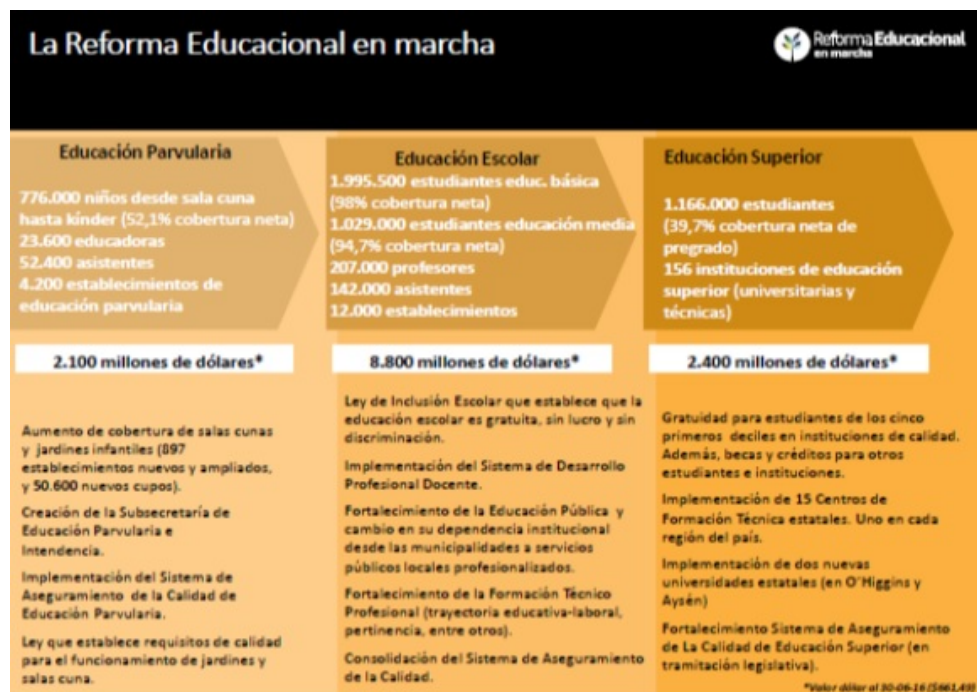 La Reforma Educacional en marcha
Reforma Educacional
en marcha
Educación Parvularia
776.000 niños desde sala cuna
hasta kínder (52,1% cobertura neta)
23.600 educadoras
52.400 asistentes
4.200 establecimientos de
educación parvularia
2.100 millones de dólares*
Aumento de cobertura de salas cunas
y jardines infantiles (897
establecimientos nuevos y ampliados,
y 50.600 nuevos cupos).
Creación de la Subsecretaría de
Educación Parvularia e
Intendencia.
Implementación del Sistema de
Aseguramiento de la Calidad de
Educación Parvularia.
Ley que establece requisitos de calidad
para el funcionamiento de jardines y
salas cuna.
Educación Escolar
1.995.500 estudiantes educ. básica
(98% cobertura neta)
1.029.000 estudiantes educación media
(94,7% cobertura neta)
207.000 profesores
142.000 asistentes
12.000 establecimientos
8.800 millones de dólares*
Ley de Inclusión Escolar que establece que la
educación escolar es gratuita, sin lucro y sin
discriminación.
Implementación del Sistema de Desarrollo
Profesional Docente.
Fortalecimiento de la Educación Pública y
cambio en su dependencia institucional
desde las municipalidades a servicios
públicos locales profesionalizados.
Fortalecimiento de la Formación Técnico
Profesional (trayectoria educativa-laboral,
pertinencia, entre otros).
Consolidación del Sistema de Aseguramiento
de la Calidad.
Educación Superior
1.166.000 estudiantes
(39,7% cobertura neta de
pregrado)
156 instituciones de educación
superior (universitarias y
técnicas)
2.400 millones de dólares*
Gratuidad para estudiantes de los cinco
primeros deciles en instituciones de calidad.
Además, becas y créditos para otros
estudiantes e instituciones.
Implementación de 15 Centros de
Formación Técnica estatales. Uno en cada
región del país.
Implementación de dos nuevas
universidades estatales (en O'Higgins y
Aysén)
Fortalecimiento Sistema de Aseguramiento
de La Calidad de Educación Superior (en
tramitación legislativa).
*Valor dólar al 30-06-16 ($661,49)